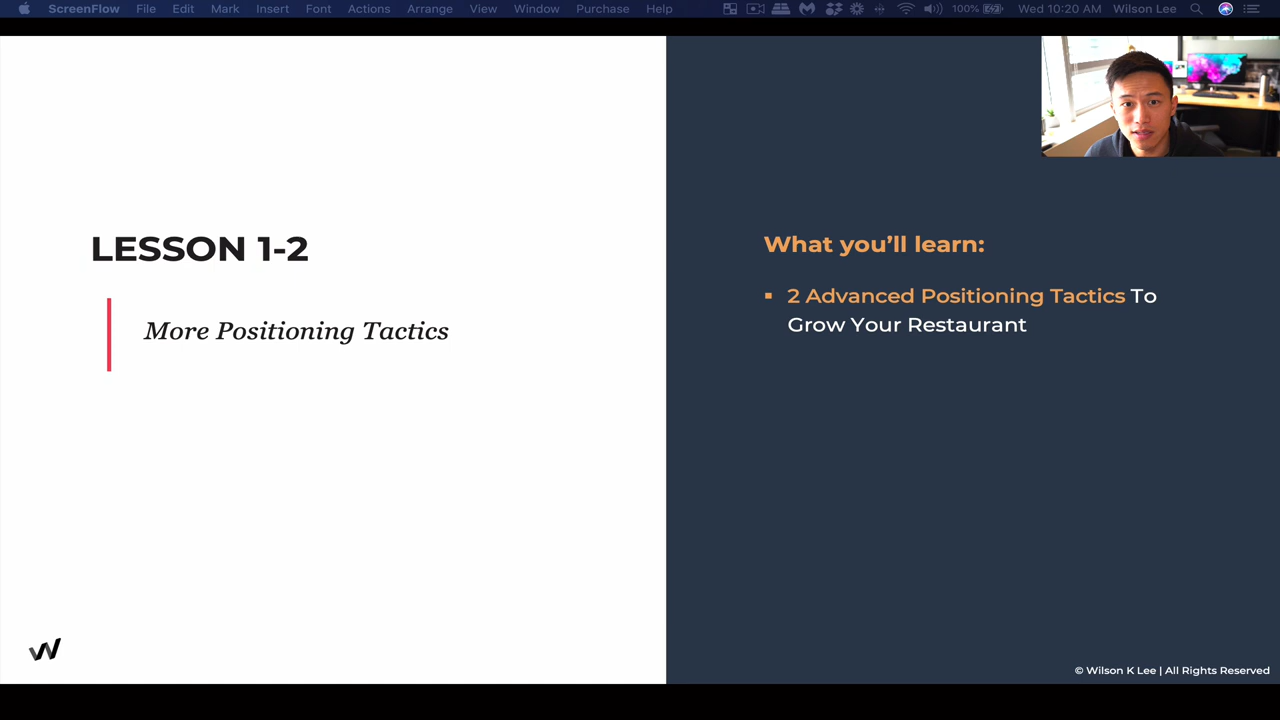 ScreenFlow File Edit Mark Insert Font Actions Arrange View Window Purchase Help 100% Wed 10:20 AM Wilson Lee
LESSON 1-2
More Positioning Tactics
What you’ll learn:
▪ 2 Advanced Positioning Tactics To
Grow Your Restaurant
W
© Wilson K Lee | All Rights Reserved